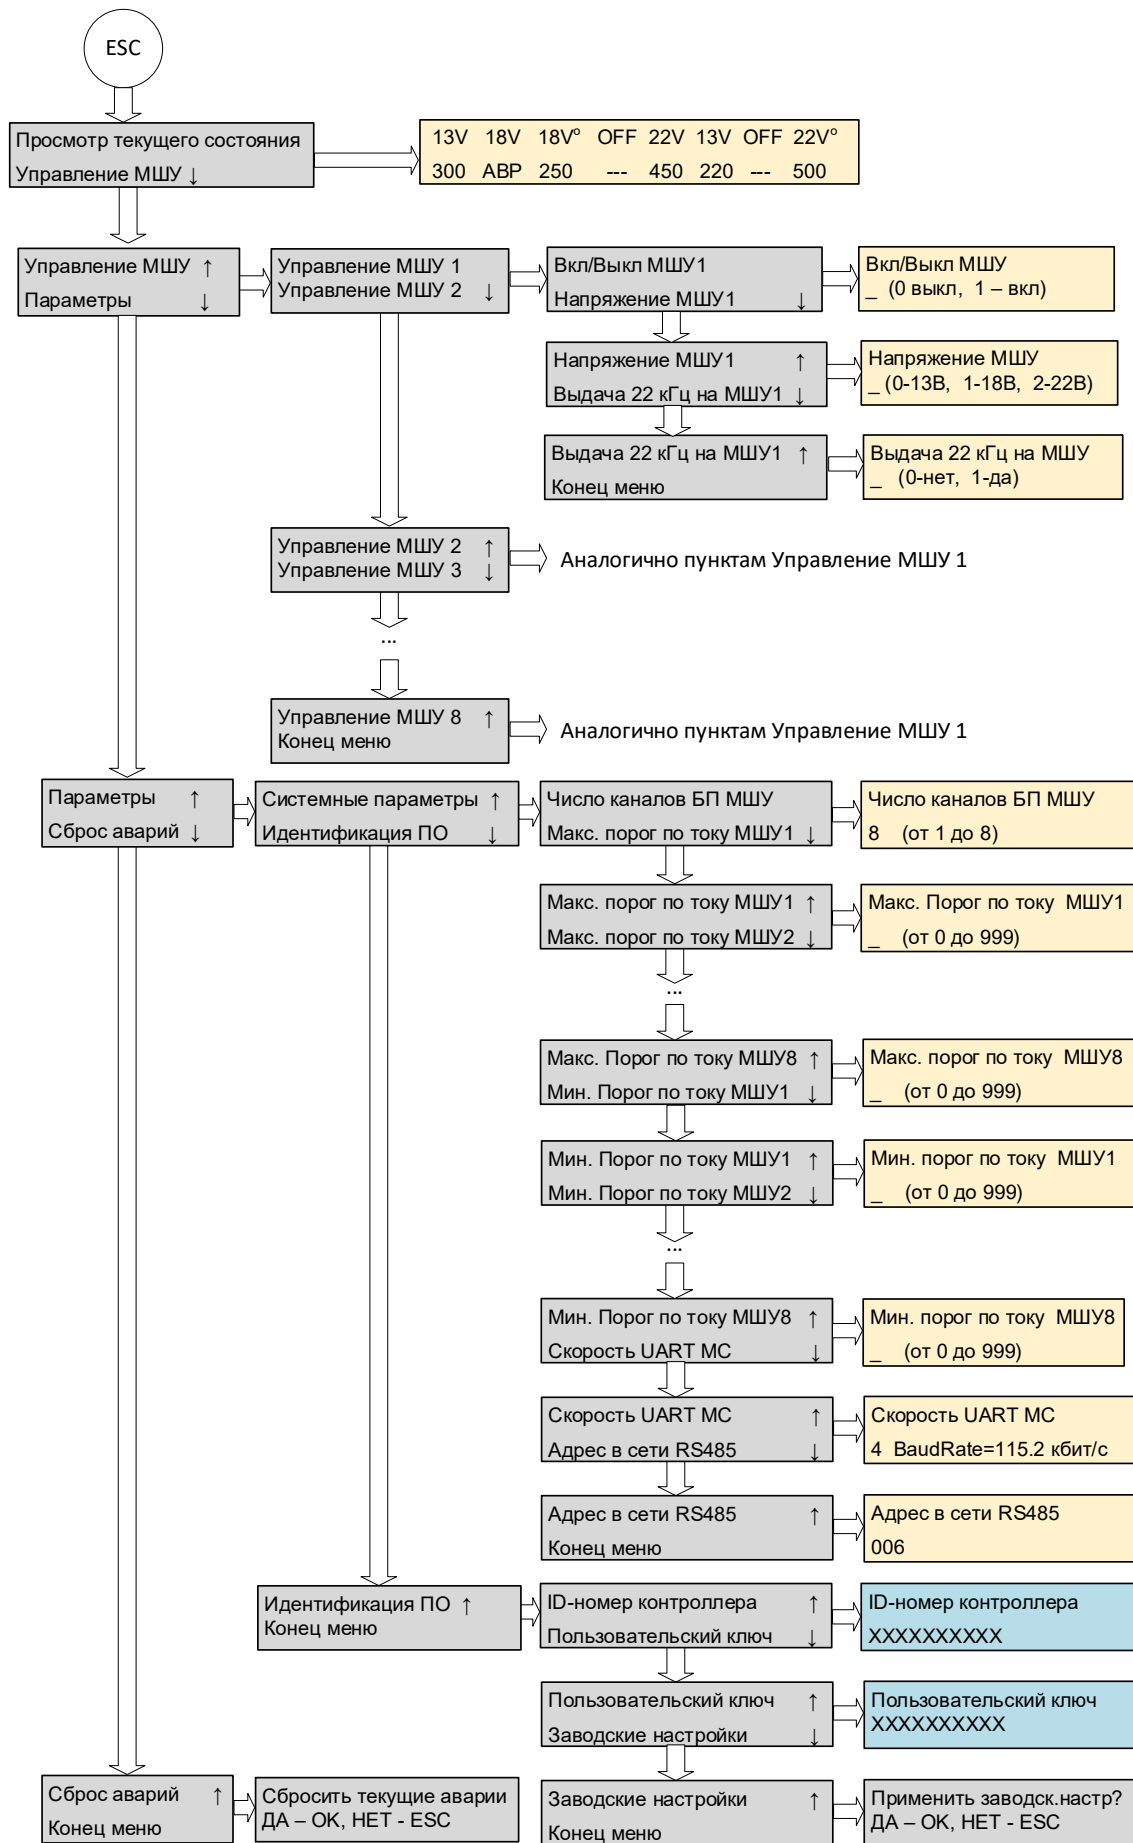 ESC
Просмотр текущего состояния
Управление МШУ ↓
13V 18V 18V° OFF 22V 13V OFF 22V°
300 АВР 250 --- 450 220 --- 500
Управление МШУ ↑
Параметры ↓
Управление МШУ 1
Управление МШУ 2 ↓
Вкл/Выкл МШУ1
Напряжение МШУ1 ↓
Вкл/Выкл МШУ
_ (0 выкл, 1 – вкл)
Напряжение МШУ1 ↑
Выдача 22 кГц на МШУ1 ↓
Напряжение МШУ
_ (0-13В, 1-18В, 2-22В)
Выдача 22 кГц на МШУ1 ↑
Конец меню
Выдача 22 кГц на МШУ
_ (0-нет, 1-да)
Управление МШУ 2 ↑
Управление МШУ 3 ↓
Аналогично пунктам Управление МШУ 1
...
Управление МШУ 8 ↑
Конец меню
Аналогично пунктам Управление МШУ 1
Параметры ↑
Сброс аварий ↓
Системные параметры ↑
Идентификация ПО ↓
Число каналов БП МШУ
Макс. порог по току МШУ1 ↓
Число каналов БП МШУ
8 (от 1 до 8)
Макс. порог по току МШУ1 ↑
Макс. порог по току МШУ2 ↓
Макс. Порог по току МШУ1
_ (от 0 до 999)
...
Макс. Порог по току МШУ8 ↑
Мин. Порог по току МШУ1 ↓
Макс. порог по току МШУ8
_ (от 0 до 999)
Мин. Порог по току МШУ1 ↑
Мин. Порог по току МШУ2 ↓
Мин. порог по току МШУ1
_ (от 0 до 999)
...
Мин. Порог по току МШУ8 ↑
Скорость UART МС ↓
Мин. порог по току МШУ8
_ (от 0 до 999)
Скорость UART МС ↑
Адрес в сети RS485 ↓
Скорость UART МС
4 BaudRate=115.2 кбит/с
Адрес в сети RS485 ↑
Конец меню
Адрес в сети RS485
006
Идентификация ПО ↑
Конец меню
ID-номер контроллера ↑
Пользовательский ключ ↓
ID-номер контроллера
XXXXXXXXXX
Пользовательский ключ ↑
Заводские настройки ↓
Пользовательский ключ
XXXXXXXXXX
Сброс аварий ↑
Конец меню
Сбросить текущие аварии
ДА – OK, НЕТ - ESC
Заводские настройки ↑
Конец меню
Применить заводск.настр?
ДА – OK, НЕТ - ESC